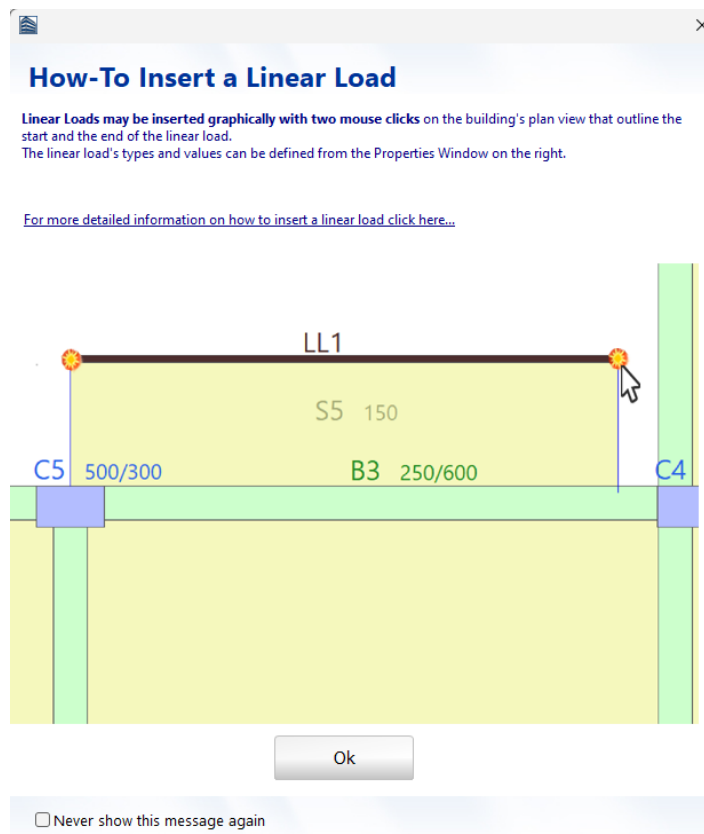 How-To Insert a Linear Load
Linear Loads may be inserted graphically with two mouse clicks on the building's plan view that outline the
start and the end of the linear load.
The linear load's types and values can be defined from the Properties Window on the right.
For more detailed information on how to insert a linear load click here...
LL1
S5 150
C5 500/300 B3 250/600 C4
Ok
Never show this message again